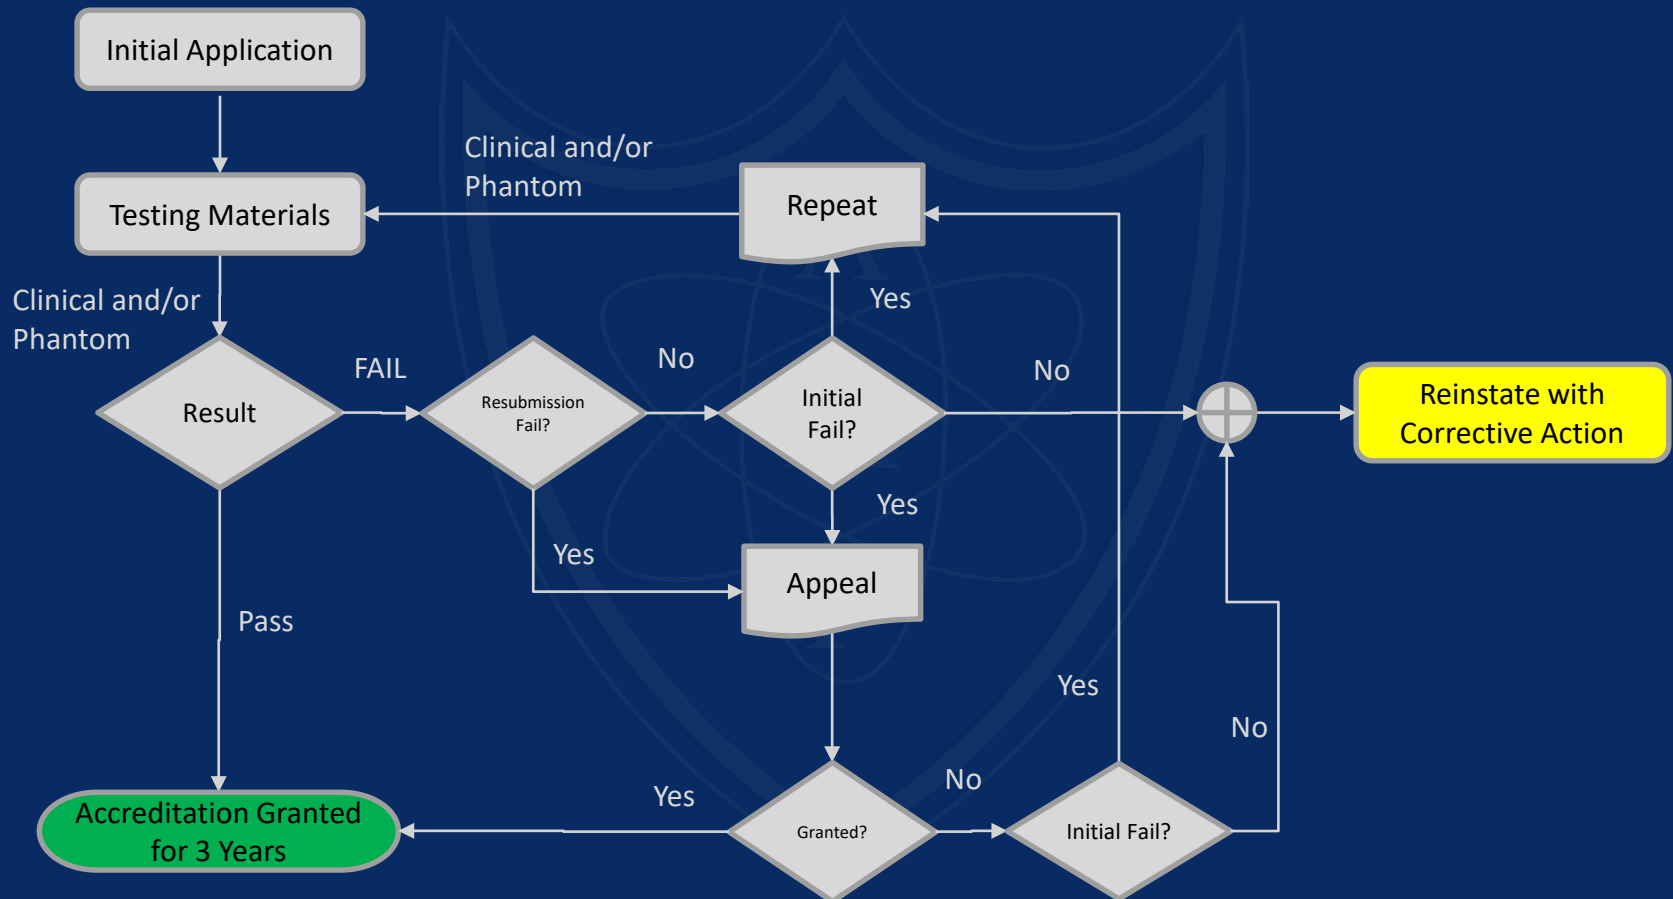 Initial Application
Clinical and/or
Phantom
Repeat
Testing Materials
Clinical and/or
Phantom
Yes
FAIL
No
No
Result
Resubmission
Fail?
Initial
Fail?
Reinstate with
Corrective Action
Yes
Yes
Appeal
Pass
Yes
No
Yes
No
Accreditation Granted
for 3 Years
Granted?
Initial Fail?